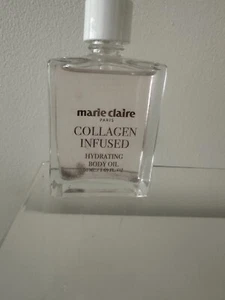 marie claire
PARIS
COLLAGEN
INFUSED
HYDRATING
BODY OIL